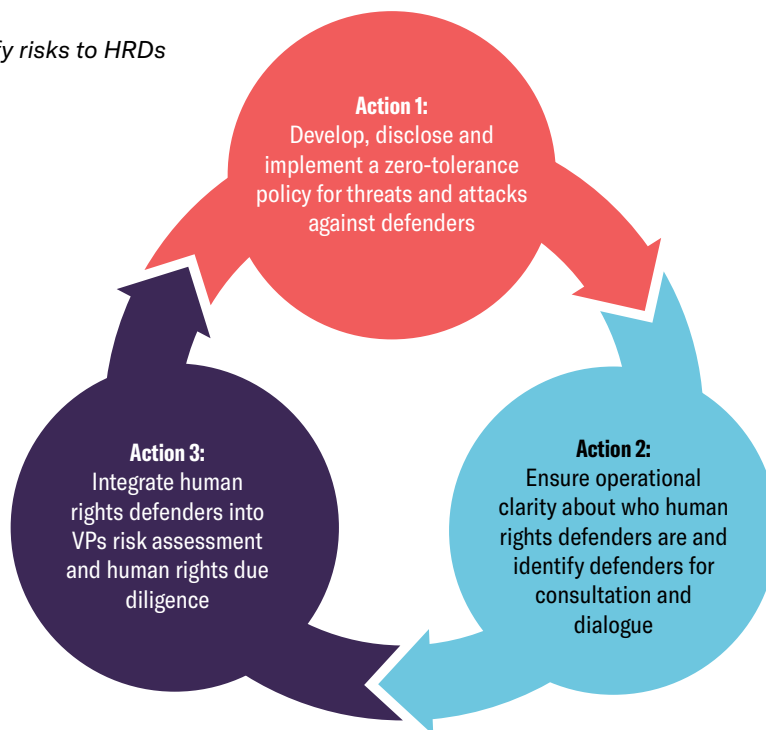 fy risks to HRDs
Action 1:
Develop, disclose and
implement a zero-tolerance
policy for threats and attacks
against defenders
Action 2:
Ensure operational
clarity about who human
rights defenders are and
identify defenders for
consultation and
dialogue
Action 3:
Integrate human
rights defenders into
VPs risk assessment
and human rights due
diligence